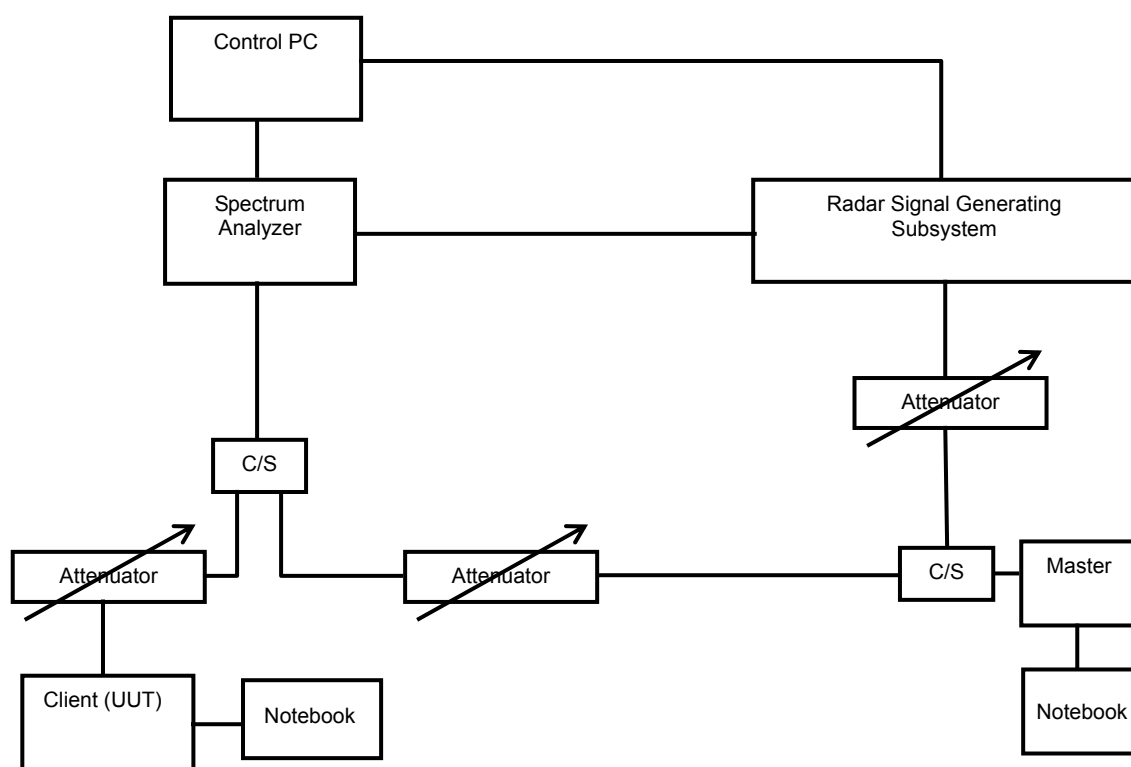 Control PC
Spectrum
Analyzer
Radar Signal Generating
Subsystem
Attenuator
C/S
Attenuator
Attenuator
C/S
Master
Client (UUT)
Notebook
Notebook